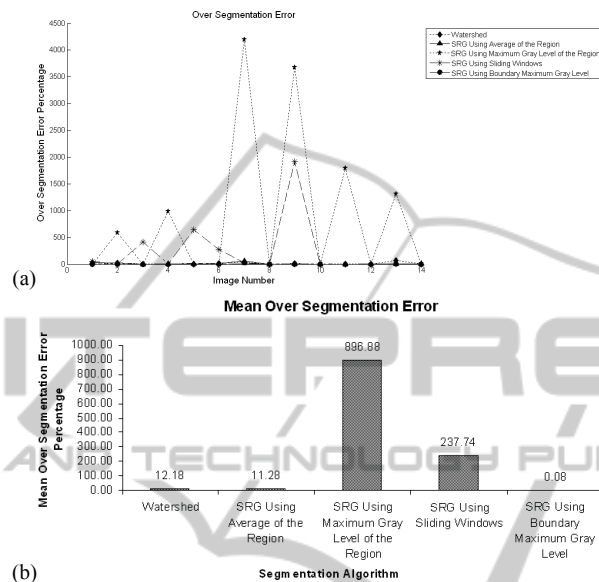 Over Segmentation Error
4500
4000
3500
3000
2500
2000
1500
1000
500
0
0 2 4 6 8 10 12 14
Over Segmentation Error Percentage
Image Number
Watershed
SRG Using Average of the Region
SRG Using Maximum Gray Level of the Region
SRG Using Sliding Windows
SRG Using Boundary Maximum Gray Level
(a)
Mean Over Segmentation Error
Mean Over Segmentation Error
Percentage
1000.00
900.00
800.00
700.00
600.00
500.00
400.00
300.00
200.00
100.00
0.00
12.18
11.28
896.88
237.74
0.08
Watershed
SRG Using
Average of the
Region
SRG Using
Maximum Gray
Level of the
Region
SRG Using
Sliding Windows
SRG Using
Boundary
Maximum Gray
Level
Segmentation Algorithm
(b)
TECHNOLOGY